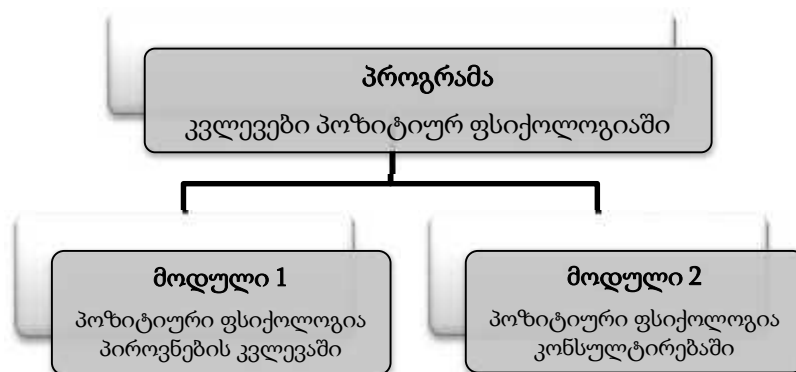 პროგრამა
კვლევები პოზიტიურ ფსიქოლოგიაში
მოდული 1
პოზიტიური ფსიქოლოგია
პიროვნების კვლევაში
მოდული 2
პოზიტიური ფსიქოლოგია
კონსულტირებაში